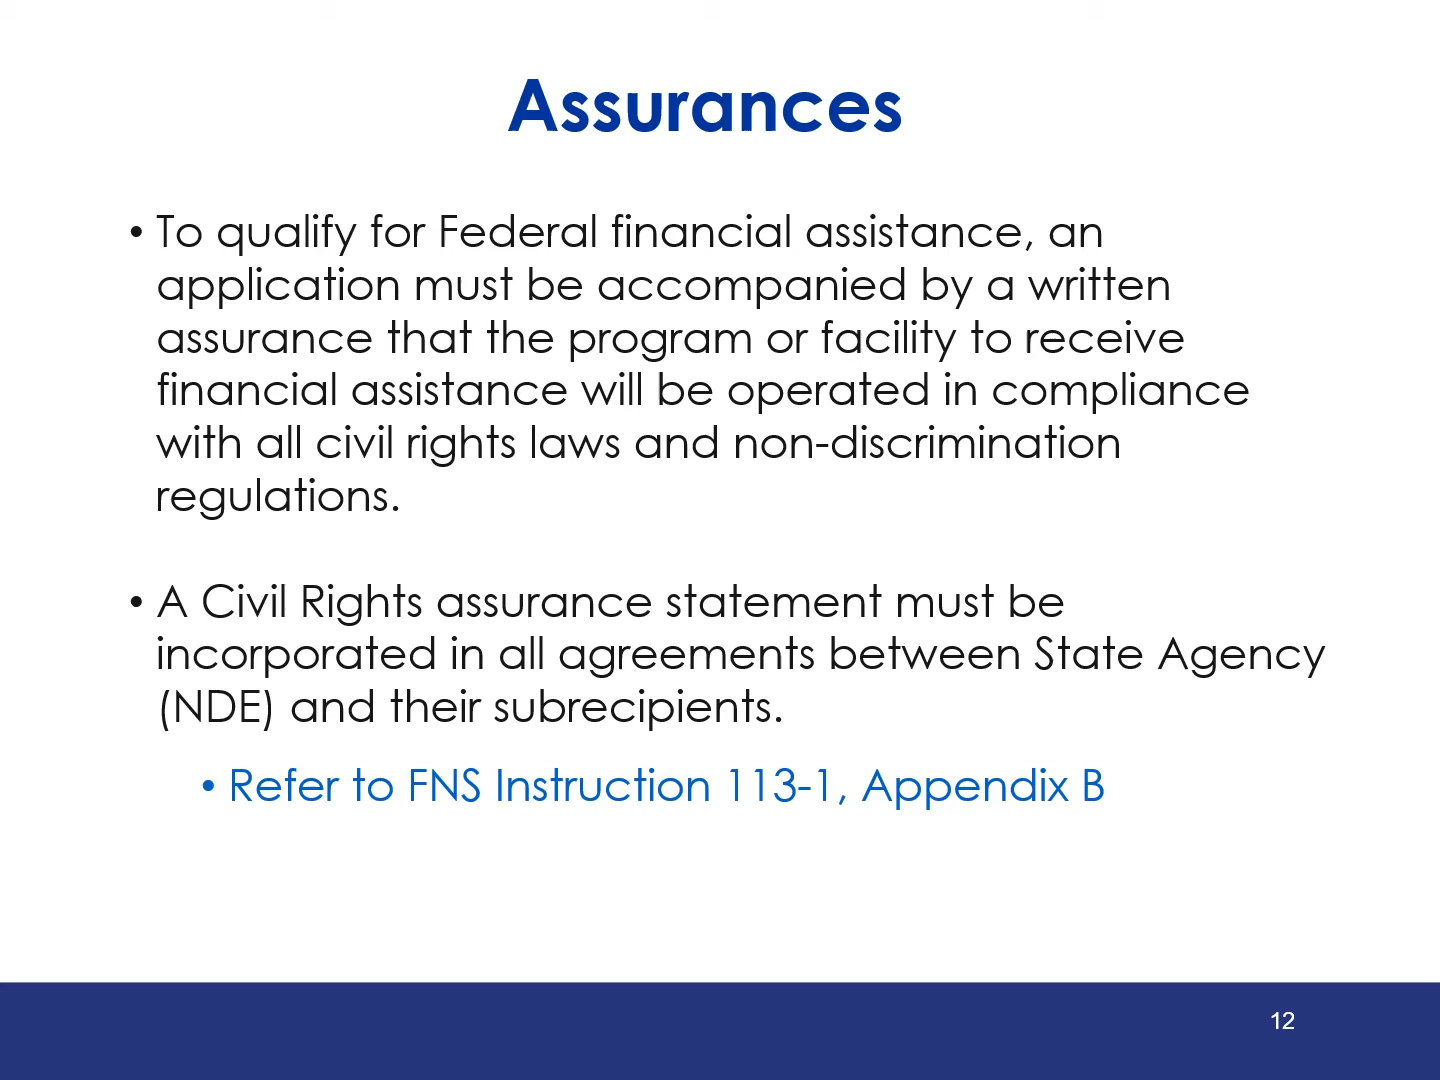 Assurances
• To qualify for Federal financial assistance, an
application must be accompanied by a written
assurance that the program or facility to receive
financial assistance will be operated in compliance
with all civil rights laws and non-discrimination
regulations.
• A Civil Rights assurance statement must be
incorporated in all agreements between State Agency
(NDE) and their subrecipients.
• Refer to FNS Instruction 113-1, Appendix B
12